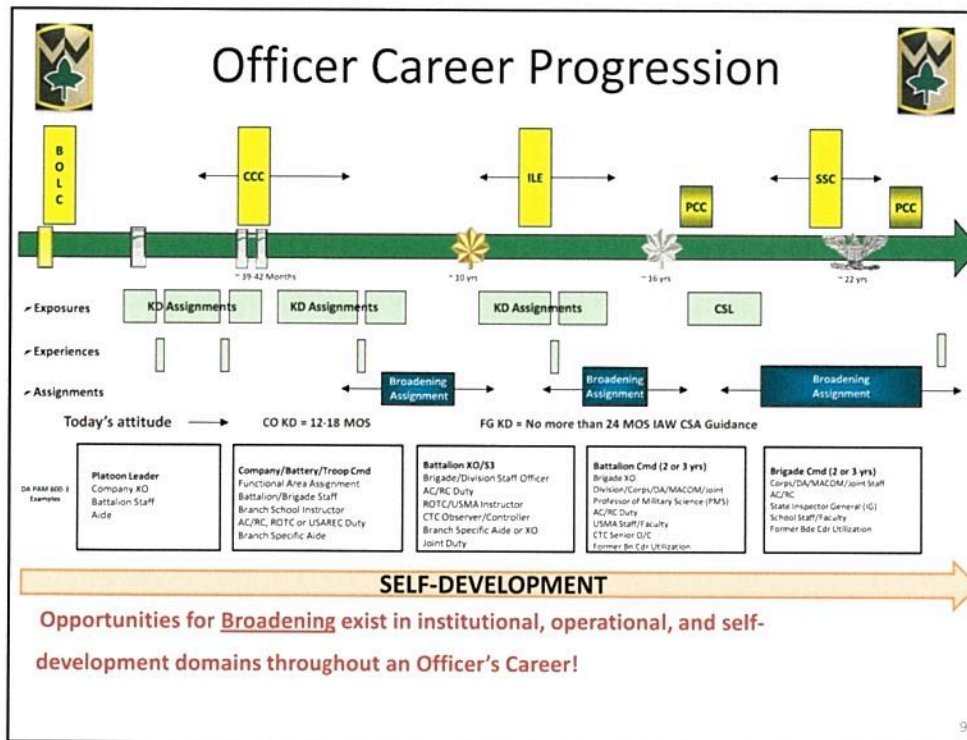 Officer Career Progression
B
O
L
C
CCC
ILE
PCC
SSC
PCC
~ 39-42 Months
~ 10 yrs
~ 16 yrs
~ 22 yrs
Exposures
KD Assignments
KD Assignments
KD Assignments
CSL
Experiences
Assignments
Broadening
Assignment
Broadening
Assignment
Broadening
Assignment
Today's attitude
CO KD = 12-18 MOS
FG KD = No more than 24 MOS IAW CSA Guidance
DA PAM 600-3
Examples
Platoon Leader
Company XO
Battalion Staff
Aide
Company/Battery/Troop Cmd
Functional Area Assignment
Battalion/Brigade Staff
Branch School Instructor
AC/RC, ROTC or USAREC Duty
Branch Specific Aide
Battalion XO/S3
Brigade/Division Staff Officer
AC/RC Duty
ROTC/USMA Instructor
CTC Observer/Controller
Branch Specific Aide or XO
Joint Duty
Battalion Cmd (2 or 3 yrs)
Brigade XO
Division/Corps/DA/MACOM/Joint
Professor of Military Science (PMS)
AC/RC Duty
USMA Staff/Faculty
CTC Senior O/C
Former Bn Cdr Utilization
Brigade Cmd (2 or 3 yrs)
Corps/DA/MACOM/Joint Staff
AC/RC
State Inspector General (IG)
School Staff/Faculty
Former Bde Cdr Utilization
SELF-DEVELOPMENT
Opportunities for Broadening exist in institutional, operational, and self-
development domains throughout an Officer's Career!
9